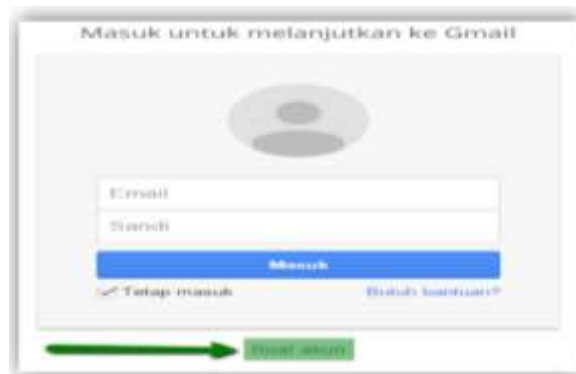 Masuk untuk melanjutkan ke Gmail
Email
Sandi
Masuk
Tetap masuk Butuh bantuan?
Buat akun